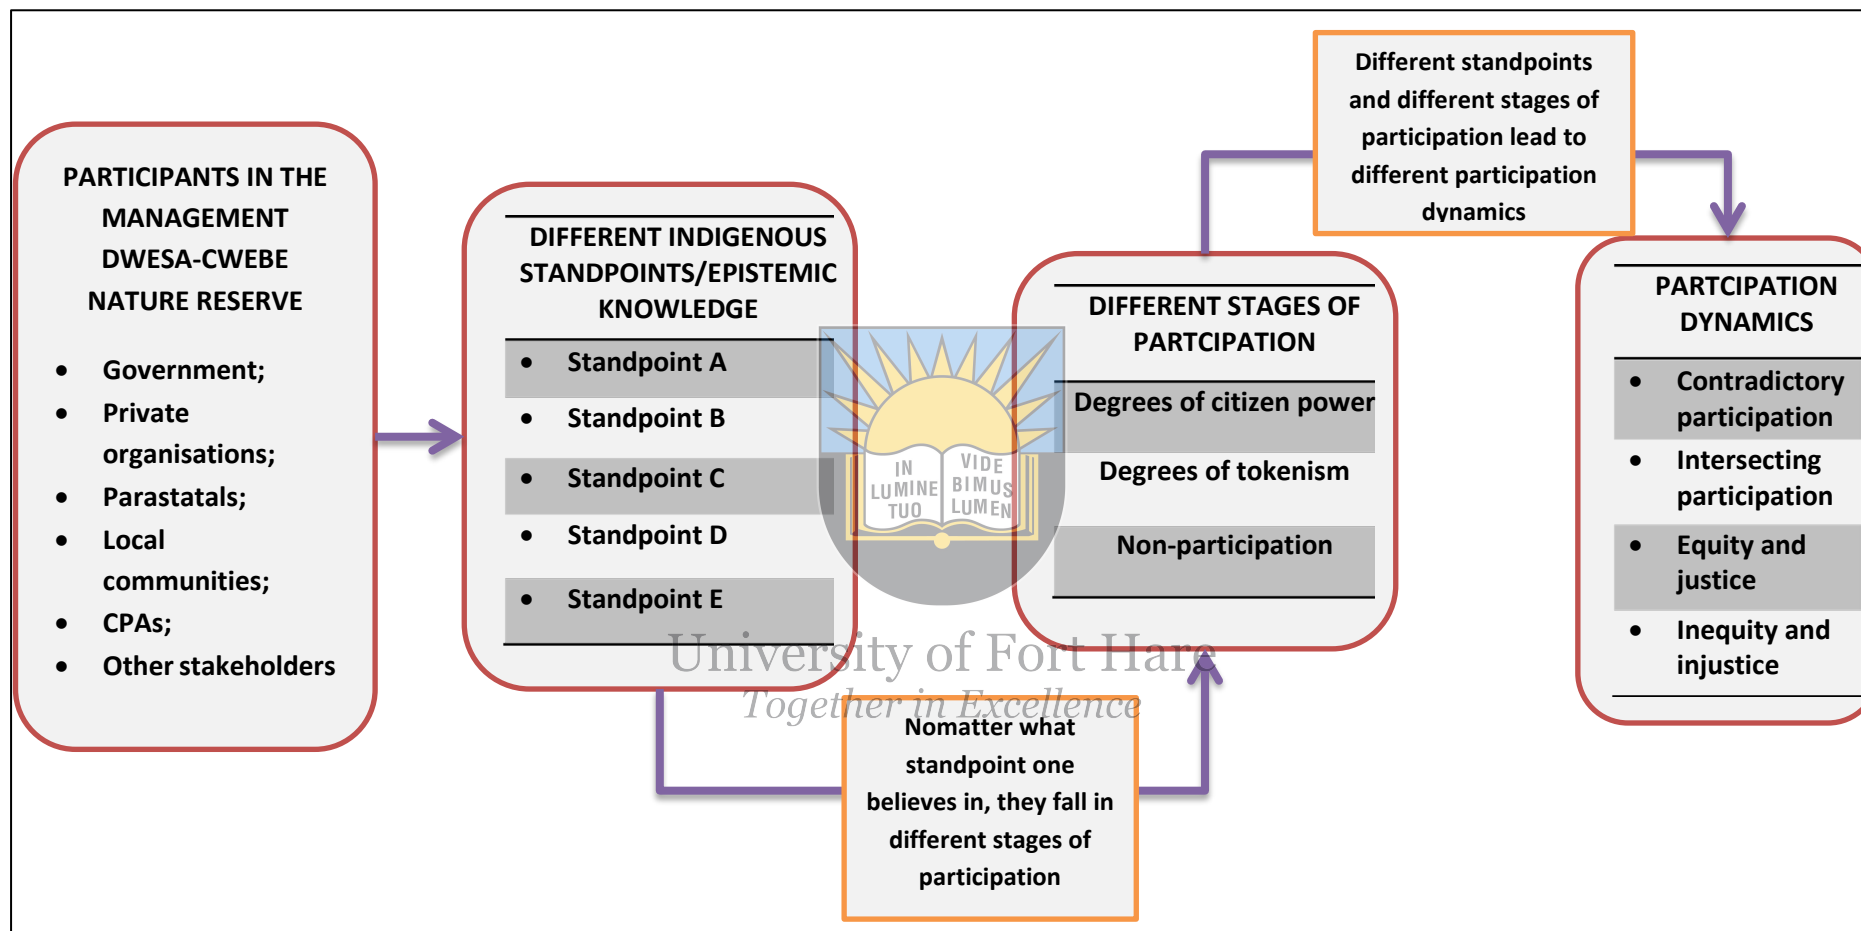 PARTICIPANTS IN THE
MANAGEMENT
DWESA-CWEBE
NATURE RESERVE
• Government;
• Private
organisations;
• Parastatals;
• Local
communities;
• CPAs;
• Other stakeholders
DIFFERENT INDIGENOUS
STANDPOINTS/EPISTEMIC
KNOWLEDGE
• Standpoint A
• Standpoint B
• Standpoint C
• Standpoint D
• Standpoint E
Nomatter what
standpoint one
believes in, they fall in
different stages of
participation
DIFFERENT STAGES OF
PARTCIPATION
Degrees of citizen power
Degrees of tokenism
Non-participation
Different standpoints
and different stages of
participation lead to
different participation
dynamics
PARTCIPATION
DYNAMICS
• Contradictory
participation
• Intersecting
participation
• Equity and
justice
• Inequity and
injustice
IN
LUMINE
TUO
VIDE
BIMUS
LUMEN
University of Fort Hare
Together in Excellence